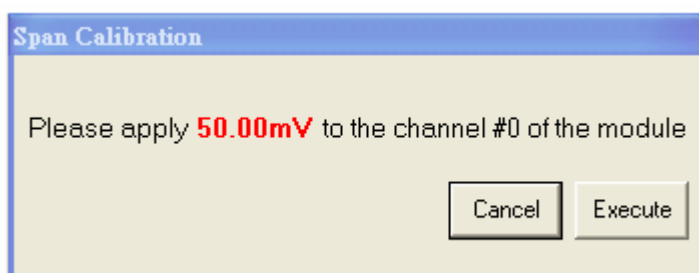 Span Calibration
Please apply 50.00mV to the channel #0 of the module
Cancel Execute